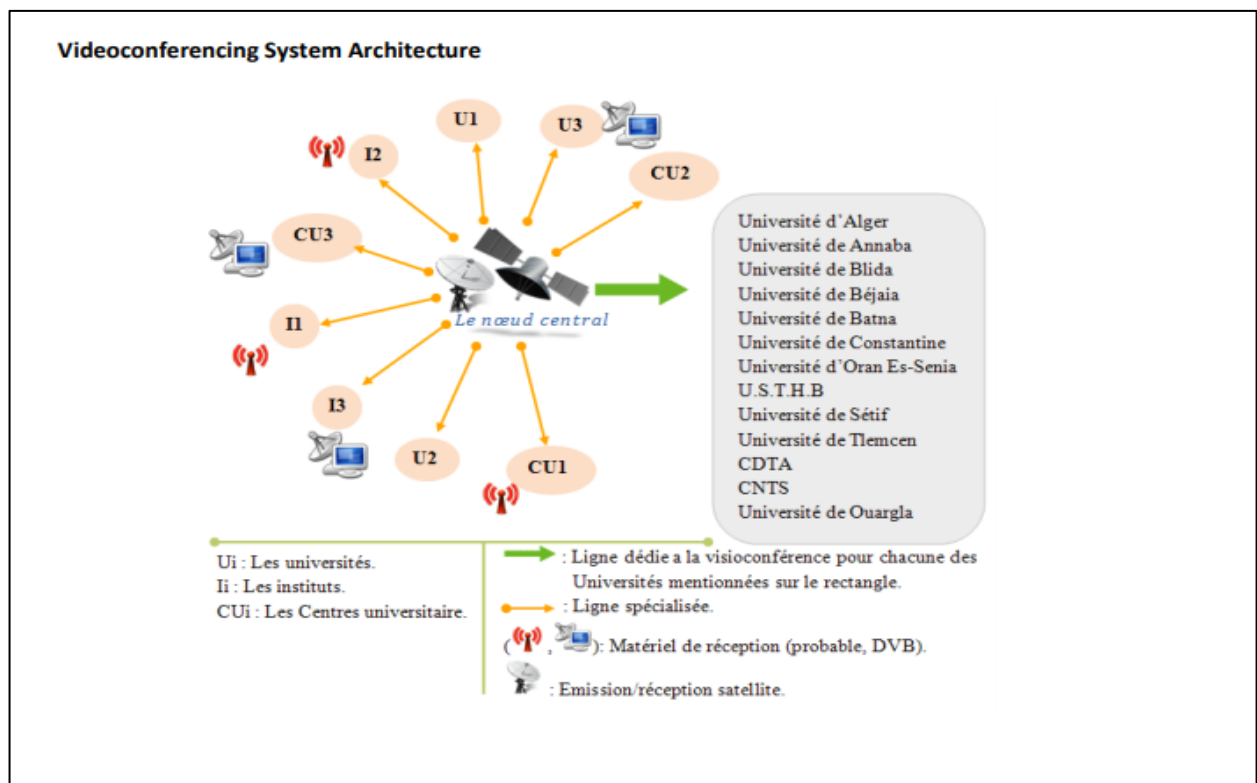 Videoconferencing System Architecture
U1
U3
I2
CU2
CU3
I1
Le nœud central
I3
U2
CU1
Université d'Alger
Université de Annaba
Université de Blida
Université de Béjaia
Université de Batna
Université de Constantine
Université d'Oran Es-Senia
U.S.T.H.B
Université de Sétif
Université de Tlemcen
CDTA
CNTS
Université de Ouargla
Ui : Les universités.
Ii : Les instituts.
CUi : Les Centres universitaire.
: Ligne dédie a la visioconférence pour chacune des
Universités mentionnées sur le rectangle.
: Ligne spécialisée.
( , ): Matériel de réception (probable, DVB).
: Emission/réception satellite.